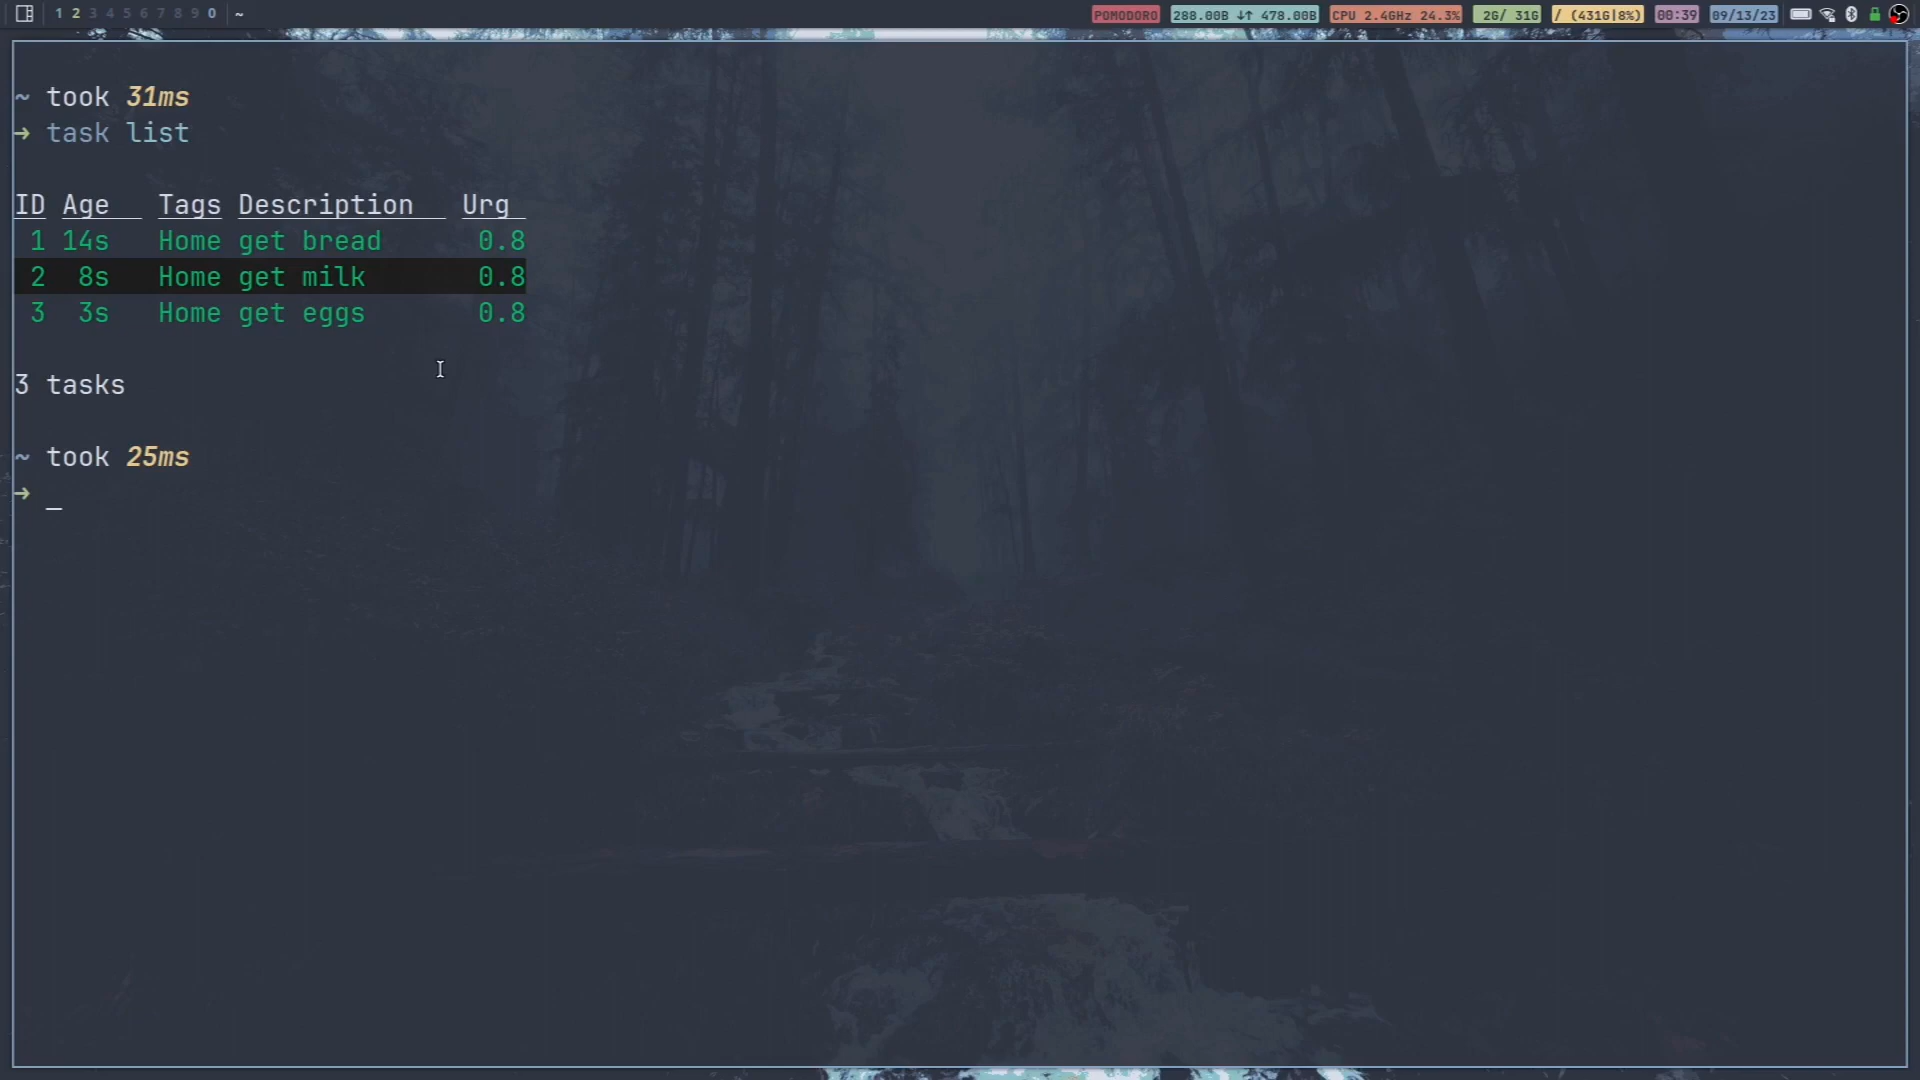 1 2 3 4 5 6 7 8 9 0 ~ POMODORO 288.00B ↓↑ 478.00B CPU 2.4GHz 24.3% 2G/ 31G / (431G|8%) 00:39 09/13/23
~ took 31ms
➜ task list
ID Age Tags Description Urg
1 14s Home get bread 0.8
2 8s Home get milk 0.8
3 3s Home get eggs 0.8
3 tasks
~ took 25ms
➜ _